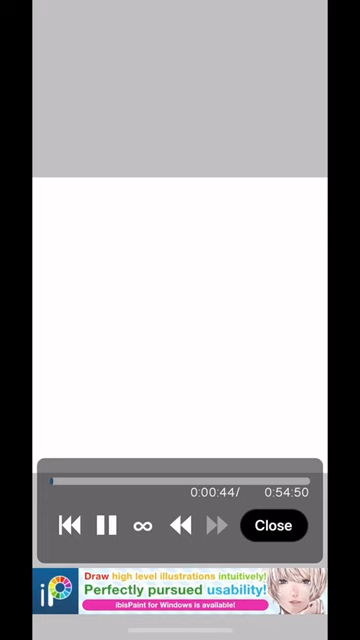 0:00:44/ 0:54:50
Close
Draw high level illustrations intuitively!
Perfectly pursued usability!
ibisPaint for Windows is available!
iP